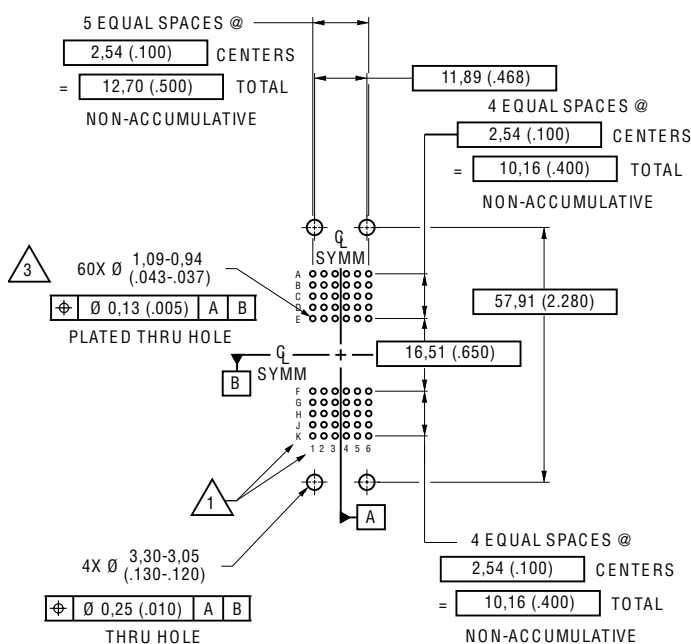 5 EQUAL SPACES @
2,54 (.100) CENTERS
= 12,70 (.500) TOTAL
NON-ACCUMULATIVE
11,89 (.468)
4 EQUAL SPACES @
2,54 (.100) CENTERS
= 10,16 (.400) TOTAL
NON-ACCUMULATIVE
℄
SYMM
3
60X Ø 1,09-0,94
(.043-.037)
⌖ Ø 0,13 (.005) A B
PLATED THRU HOLE
A
B
C
D
E
57,91 (2.280)
℄
SYMM
16,51 (.650)
B
F
G
H
J
K
1 2 3 4 5 6
1
A
4X Ø 3,30-3,05
(.130-.120)
⌖ Ø 0,25 (.010) A B
THRU HOLE
4 EQUAL SPACES @
2,54 (.100) CENTERS
= 10,16 (.400) TOTAL
NON-ACCUMULATIVE